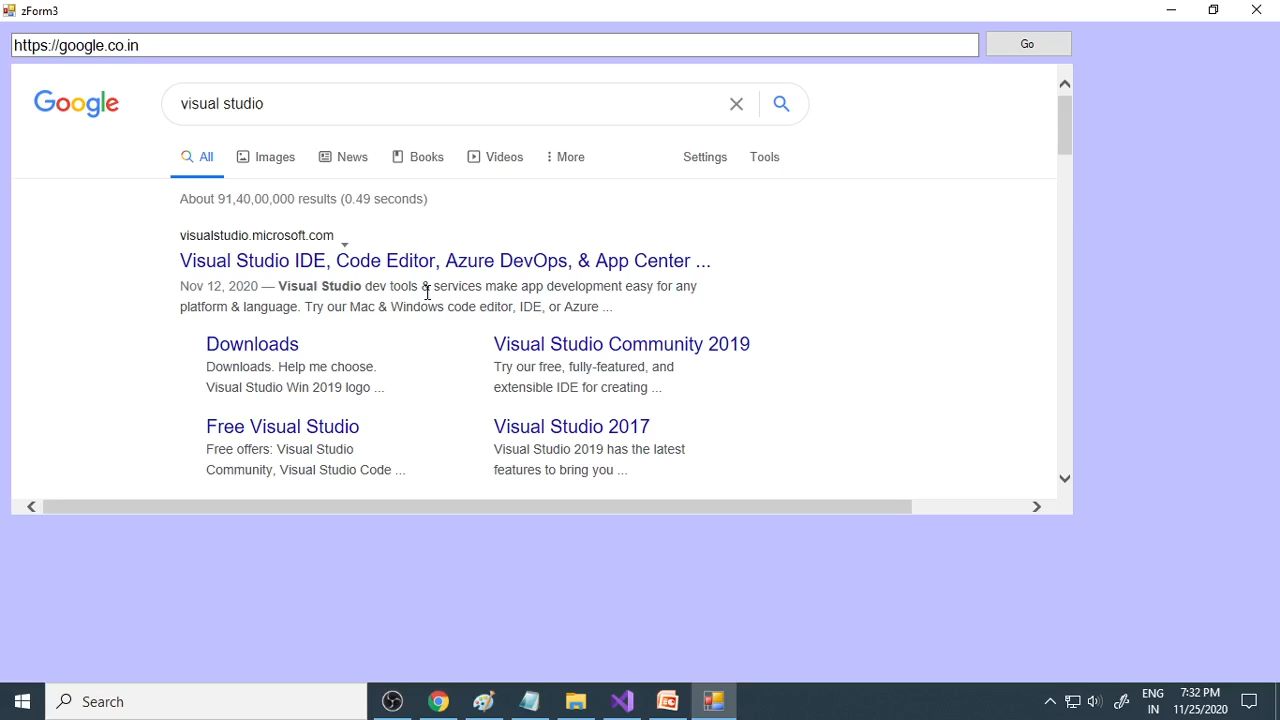 zForm3
https://google.co.in
Go
Google
visual studio
All Images News Books Videos More Settings Tools
About 91,40,00,000 results (0.49 seconds)
visualstudio.microsoft.com
Visual Studio IDE, Code Editor, Azure DevOps, & App Center ...
Nov 12, 2020 — Visual Studio dev tools & services make app development easy for any
platform & language. Try our Mac & Windows code editor, IDE, or Azure ...
Downloads
Downloads. Help me choose.
Visual Studio Win 2019 logo ...
Visual Studio Community 2019
Try our free, fully-featured, and
extensible IDE for creating ...
Free Visual Studio
Free offers: Visual Studio
Community, Visual Studio Code ...
Visual Studio 2017
Visual Studio 2019 has the latest
features to bring you ...
Search
ENG
IN
7:32 PM
11/25/2020